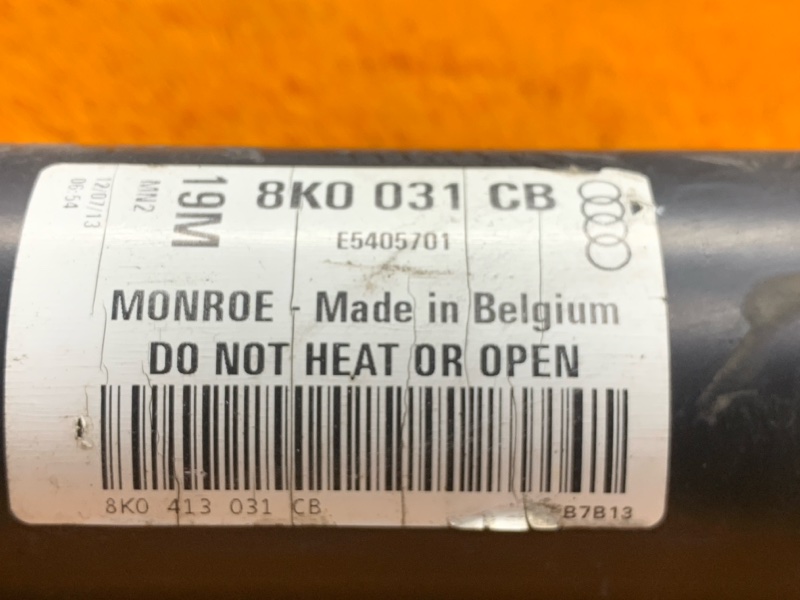 12/07/13
06:54
MN2
19M
8K0 031 CB
E5405701
MONROE - Made in Belgium
DO NOT HEAT OR OPEN
8K0 413 031 CB
B7B13